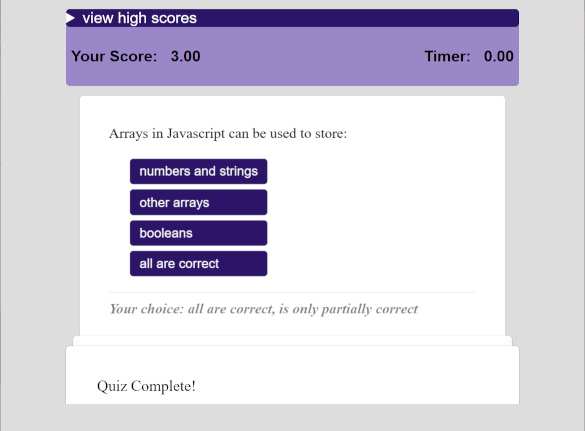 view high scores
Your Score: 3.00 Timer: 0.00
Arrays in Javascript can be used to store:
numbers and strings
other arrays
booleans
all are correct
Your choice: all are correct, is only partially correct
Quiz Complete!